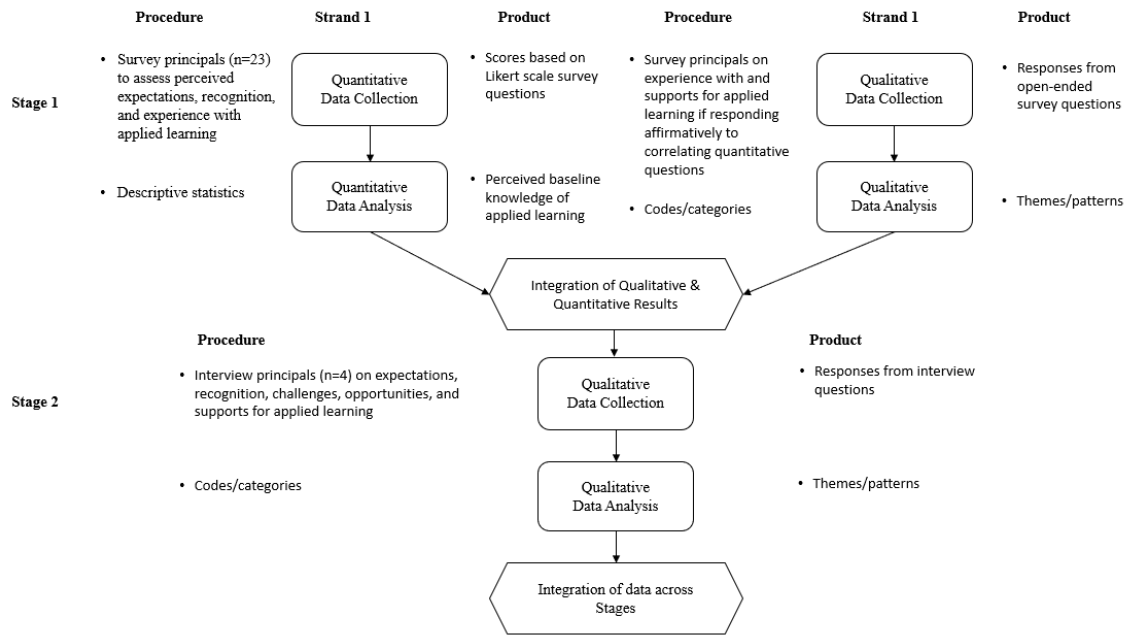 Procedure
Strand 1
Product
Procedure
Strand 1
Product
Stage 1
• Survey principals (n=23)
to assess perceived
expectations, recognition,
and experience with
applied learning
Quantitative
Data Collection
• Scores based on
Likert scale survey
questions
• Survey principals on
experience with and
supports for applied
learning if responding
affirmatively to
correlating quantitative
questions
Qualitative
Data Collection
• Responses from
open-ended
survey questions
• Descriptive statistics
Quantitative
Data Analysis
• Perceived baseline
knowledge of
applied learning
• Codes/categories
Qualitative
Data Analysis
• Themes/patterns
Integration of Qualitative &
Quantitative Results
Procedure
Product
Stage 2
• Interview principals (n=4) on expectations,
recognition, challenges, opportunities, and
supports for applied learning
Qualitative
Data Collection
• Responses from interview
questions
• Codes/categories
Qualitative
Data Analysis
• Themes/patterns
Integration of data across
Stages